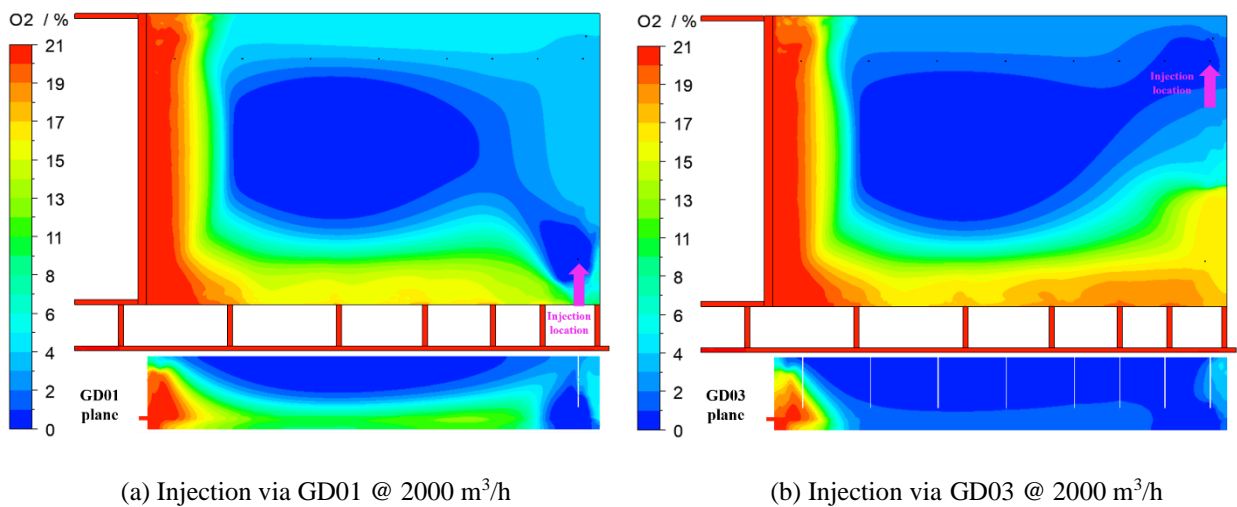 O2 / %
21
19
17
15
13
11
9
8
6
4
2
0
Injection
location
GD01
plane
(a) Injection via GD01 @ 2000 m³/h
O2 / %
21
19
17
15
13
11
9
8
6
4
2
0
Injection
location
GD03
plane
(b) Injection via GD03 @ 2000 m³/h